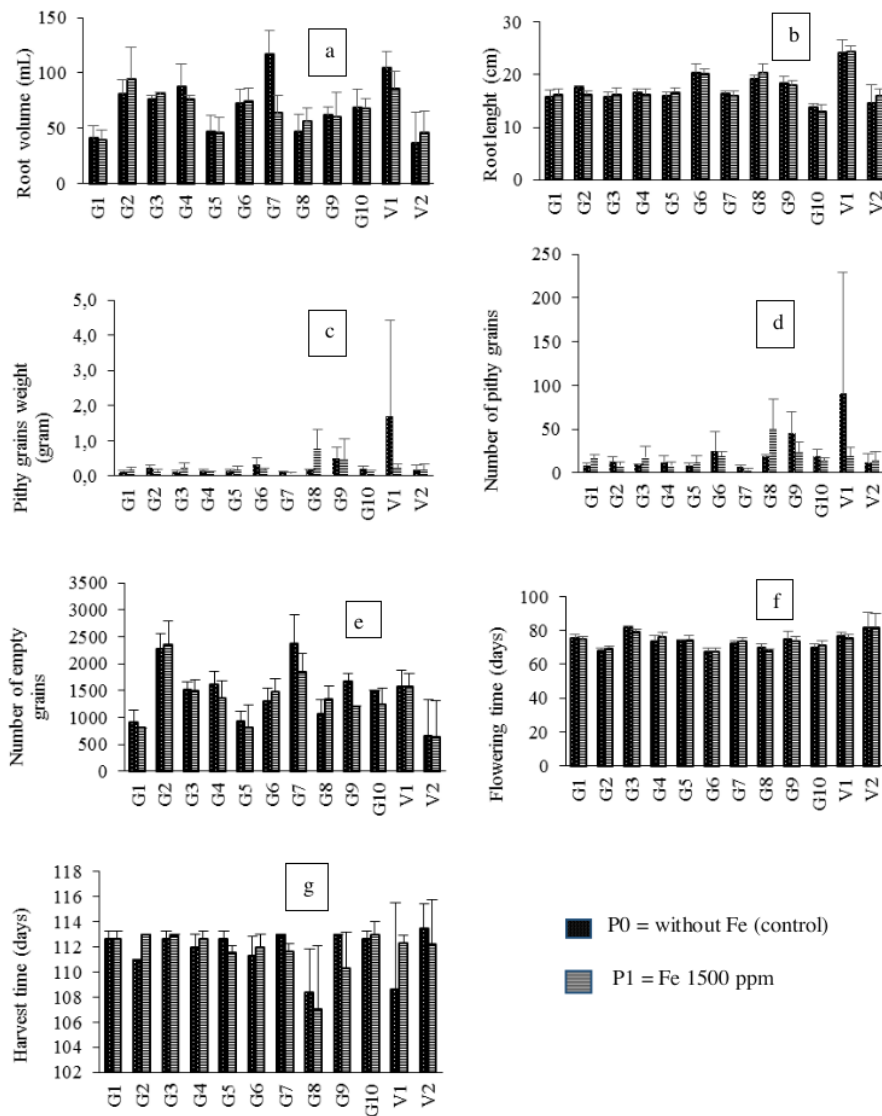 a
Root volume (mL)
150
100
50
0
G1 G2 G3 G4 G5 G6 G7 G8 G9 G10 V1 V2
b
Root lenght (cm)
30
20
10
0
G1 G2 G3 G4 G5 G6 G7 G8 G9 G10 V1 V2
c
Pithy grains weight
(gram)
5,0
4,0
3,0
2,0
1,0
0,0
G1 G2 G3 G4 G5 G6 G7 G8 G9 G10 V1 V2
d
Number of pithy grains
250
200
150
100
50
0
G1 G2 G3 G4 G5 G6 G7 G8 G9 G10 V1 V2
e
Number of empty
grains
3500
3000
2500
2000
1500
1000
500
0
G1 G2 G3 G4 G5 G6 G7 G8 G9 G10 V1 V2
f
Flowering time (days)
100
80
60
40
20
0
G1 G2 G3 G4 G5 G6 G7 G8 G9 G10 V1 V2
g
Harvest time (days)
118
116
114
112
110
108
106
104
102
G1 G2 G3 G4 G5 G6 G7 G8 G9 G10 V1 V2
P0 = without Fe (control)
P1 = Fe 1500 ppm